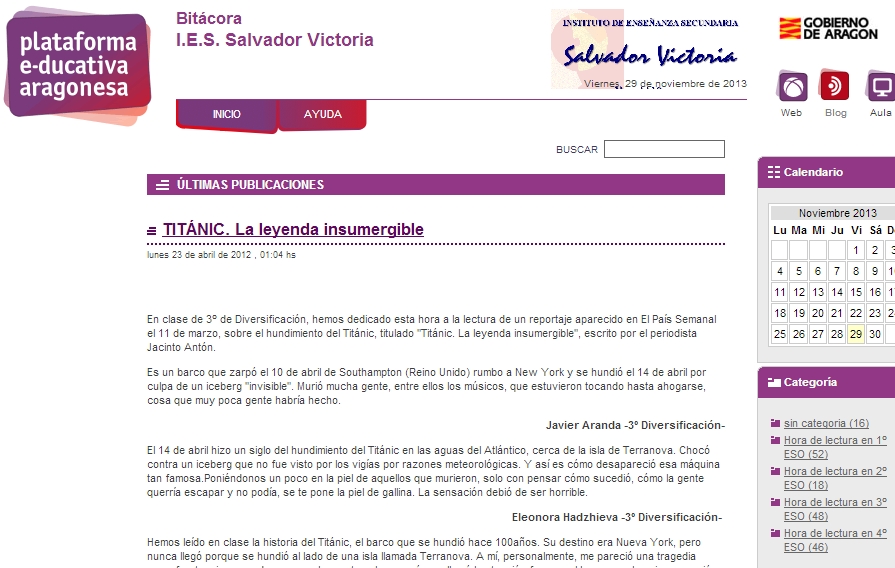 plataforma
e-ducativa
aragonesa
Bitácora
I.E.S. Salvador Victoria
INSTITUTO DE ENSEÑANZA SECUNDARIA
Salvador Victoria
Viernes, 29 de noviembre de 2013
GOBIERNO
DE ARAGON
Web Blog Aula
INICIO AYUDA
BUSCAR
ÚLTIMAS PUBLICACIONES
TITÁNIC. La leyenda insumergible
lunes 23 de abril de 2012 , 01:04 hs
En clase de 3º de Diversificación, hemos dedicado esta hora a la lectura de un reportaje aparecido en El País Semanal
el 11 de marzo, sobre el hundimiento del Titánic, titulado "Titánic. La leyenda insumergible", escrito por el periodista
Jacinto Antón.
Es un barco que zarpó el 10 de abril de Southampton (Reino Unido) rumbo a New York y se hundió el 14 de abril por
culpa de un iceberg "invisible". Murió mucha gente, entre ellos los músicos, que estuvieron tocando hasta ahogarse,
cosa que muy poca gente habría hecho.
Javier Aranda -3º Diversificación-
El 14 de abril hizo un siglo del hundimiento del Titánic en las aguas del Atlántico, cerca de la isla de Terranova. Chocó
contra un iceberg que no fue visto por los vigías por razones meteorológicas. Y así es cómo desapareció esa máquina
tan famosa.Poniéndonos un poco en la piel de aquellos que murieron, solo con pensar cómo sucedió, cómo la gente
querría escapar y no podía, se te pone la piel de gallina. La sensación debió de ser horrible.
Eleonora Hadzhieva -3º Diversificación-
Hemos leído en clase la historia del Titánic, el barco que se hundió hace 100años. Su destino era Nueva York, pero
nunca llegó porque se hundió al lado de una isla llamada Terranova. A mí, personalmente, me pareció una tragedia
Calendario
Noviembre 2013
Lu Ma Mi Ju Vi Sá
1 2 3
4 5 6 7 8 9
11 12 13 14 15 16
18 19 20 21 22 23
25 26 27 28 29 30
Categoría
sin categoria (16)
Hora de lectura en 1º
ESO (52)
Hora de lectura en 2º
ESO (18)
Hora de lectura en 3º
ESO (48)
Hora de lectura en 4º
ESO (46)